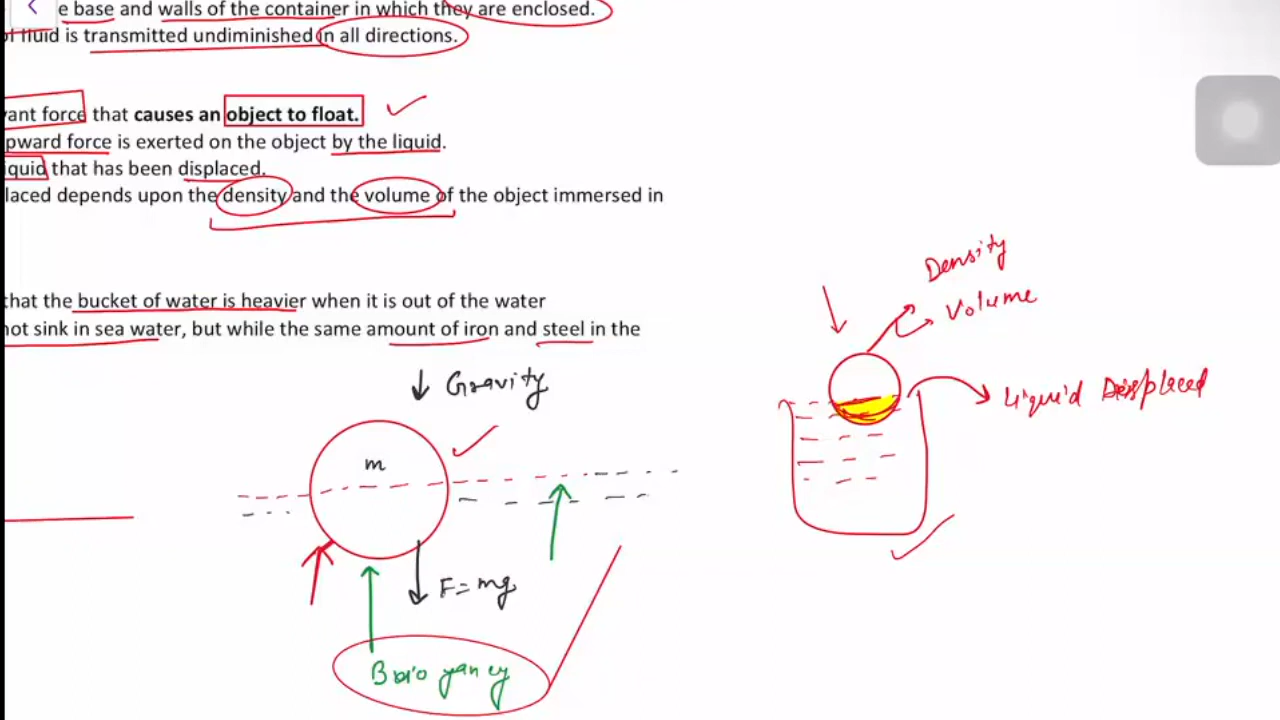 e base and walls of the container in which they are enclosed.
of fluid is transmitted undiminished in all directions.
yant force that causes an object to float.
pward force is exerted on the object by the liquid.
iquid that has been displaced.
laced depends upon the density and the volume of the object immersed in
that the bucket of water is heavier when it is out of the water
not sink in sea water, but while the same amount of iron and steel in the
Density
Volume
↓ Gravity
Liquid Displaced
m
F = mg
Buoyancy